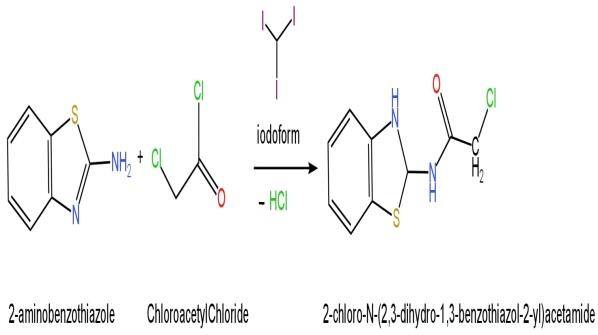 I I
I
Cl
S
NH2 + Cl
N
O
iodoform
- HCl
H
N
O
Cl
C
H2
N
H
S
2-aminobenzothiazole
ChloroacetylChloride
2-chloro-N-(2,3-dihydro-1,3-benzothiazol-2-yl)acetamide